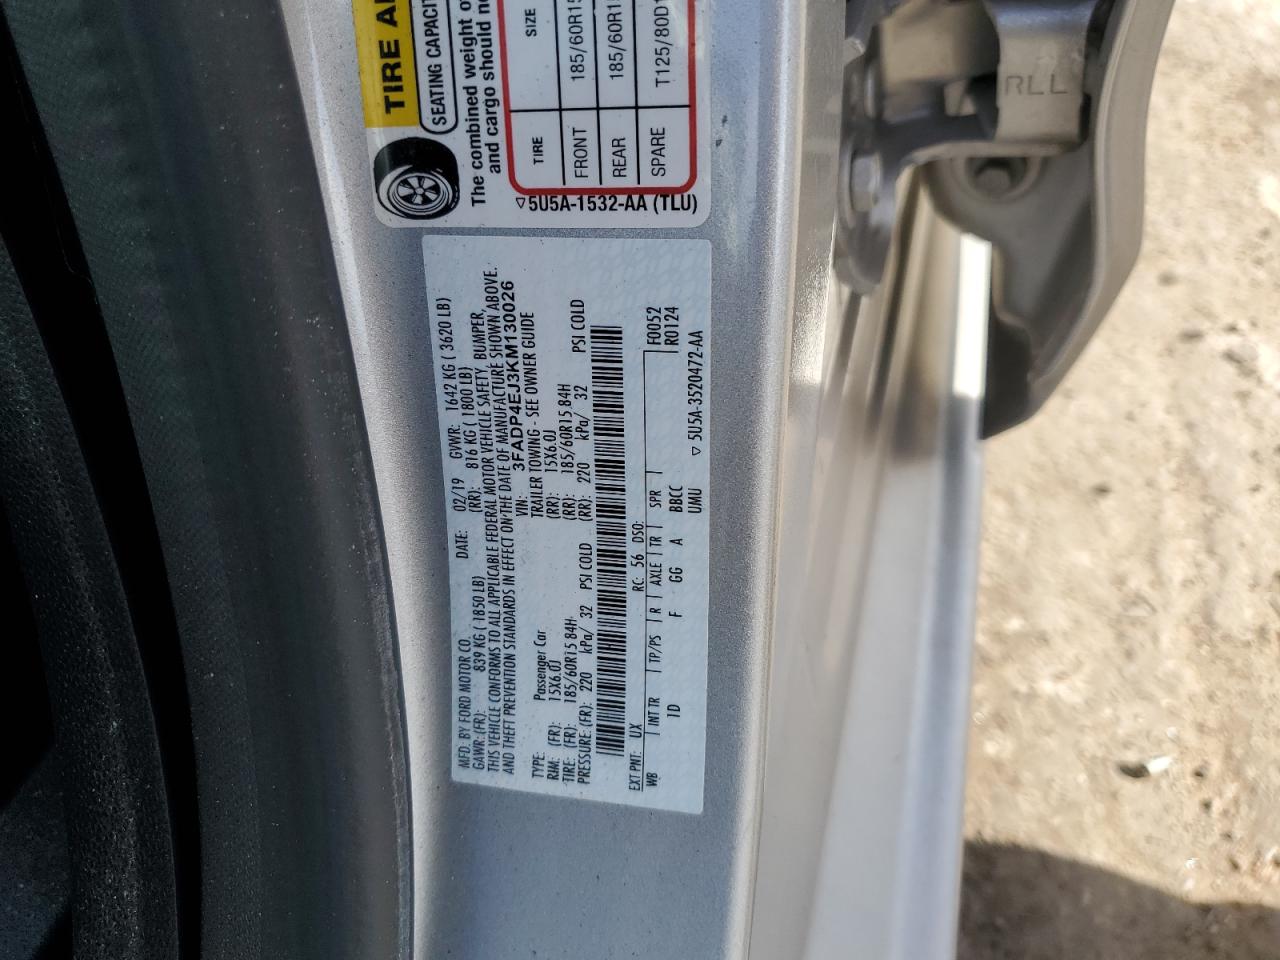 TIRE A
SEATING CAPACIT
The combined weight o
and cargo should no
TIRE SIZE
FRONT 185/60R15
REAR 185/60R1
SPARE T125/80D1
5U5A-1532-AA (TLU)
MFD. BY FORD MOTOR CO. DATE: 02/19 GVWR: 1642 KG ( 3620 LB)
GAWR: (FR): 839 KG ( 1850 LB) (RR): 816 KG ( 1800 LB)
THIS VEHICLE CONFORMS TO ALL APPLICABLE FEDERAL MOTOR VEHICLE SAFETY, BUMPER,
AND THEFT PREVENTION STANDARDS IN EFFECT ON THE DATE OF MANUFACTURE SHOWN ABOVE.
VIN: 3FADP4EJ3KM130026
TYPE: Passenger Car TRAILER TOWING - SEE OWNER GUIDE
RIM: (FR): 15X6.0J (RR): 15X6.0J
TIRE: (FR): 185/60R15 84H (RR): 185/60R15 84H
PRESSURE: (FR): 220 kPa/ 32 PSI COLD (RR): 220 kPa/ 32 PSI COLD
EXT PNT: UX RC: 56 DSO: F0052
WB INT TR TP/PS R AXLE TR SPR R0124
1D F GG A BBCC
UMU 5U5A-3520472-AA
RLL